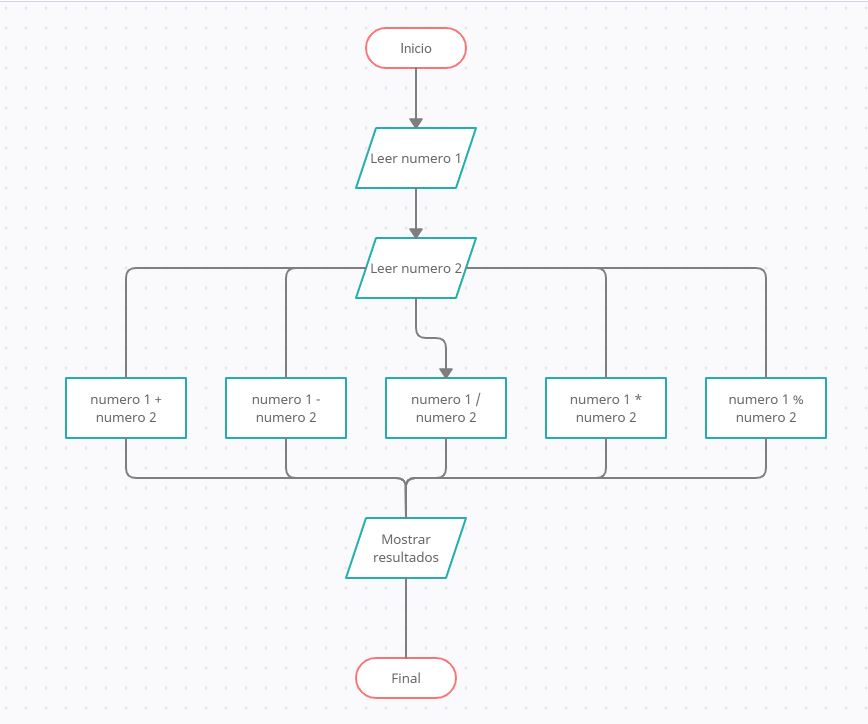 Inicio
Leer numero 1
Leer numero 2
numero 1 +
numero 2
numero 1 -
numero 2
numero 1 /
numero 2
numero 1 *
numero 2
numero 1 %
numero 2
Mostrar
resultados
Final